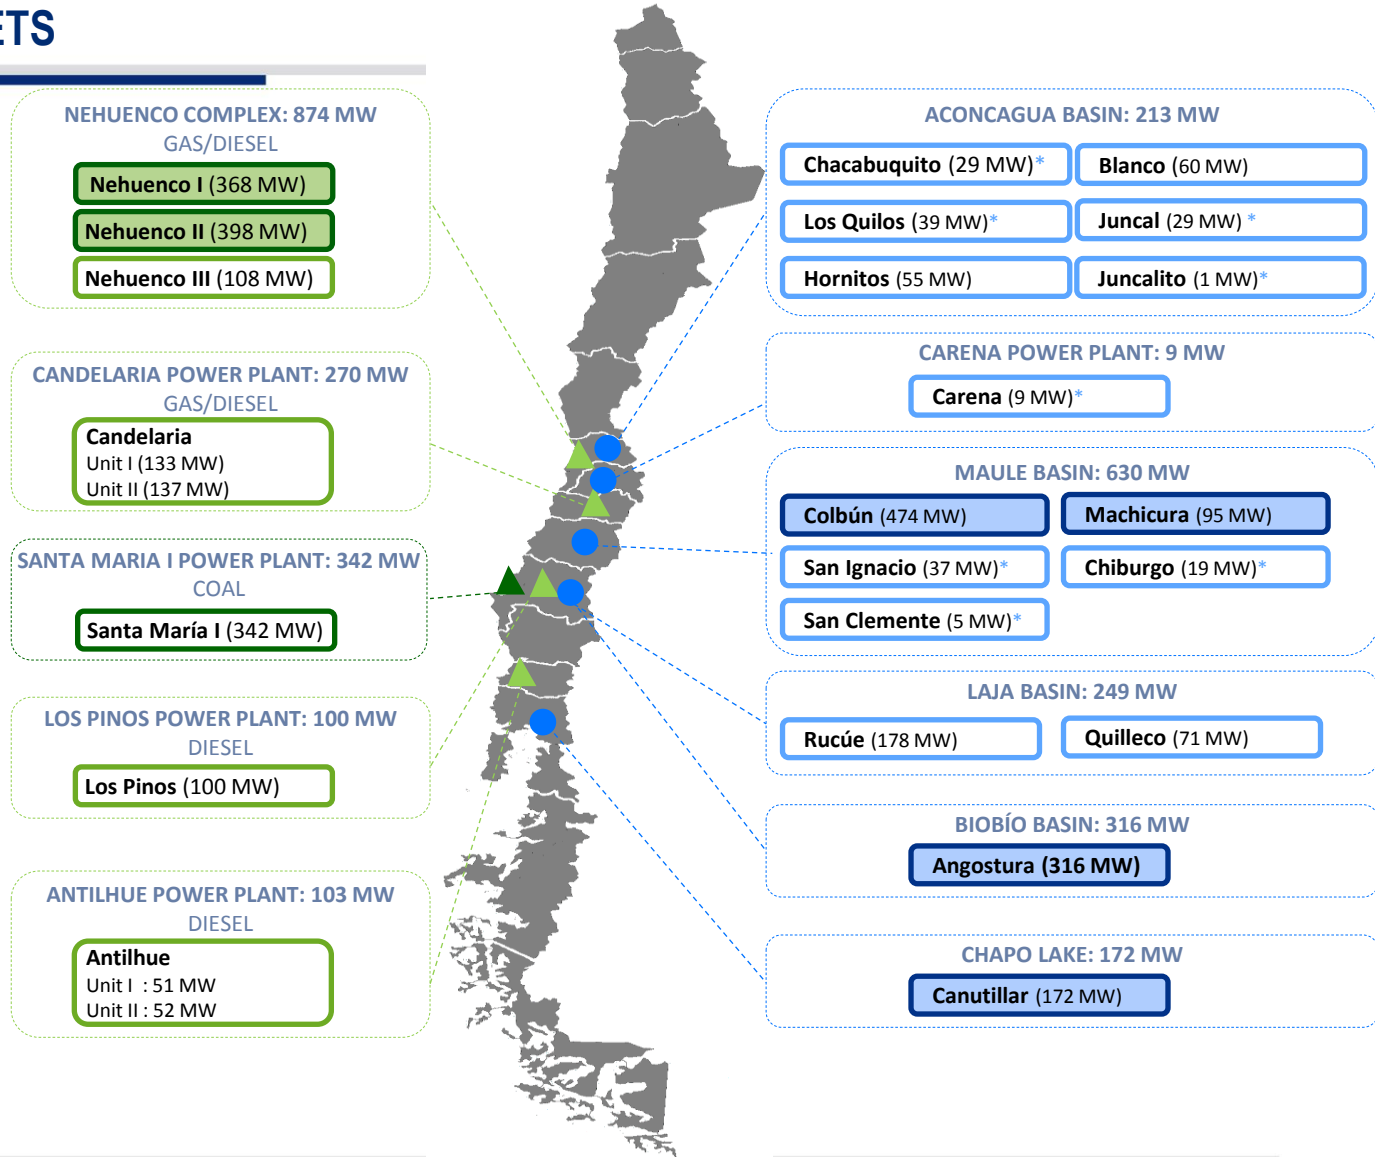 ETS
NEHUENCO COMPLEX: 874 MW
GAS/DIESEL
Nehuenco I (368 MW)
Nehuenco II (398 MW)
Nehuenco III (108 MW)
CANDELARIA POWER PLANT: 270 MW
GAS/DIESEL
Candelaria
Unit I (133 MW)
Unit II (137 MW)
SANTA MARIA I POWER PLANT: 342 MW
COAL
Santa María I (342 MW)
LOS PINOS POWER PLANT: 100 MW
DIESEL
Los Pinos (100 MW)
ANTILHUE POWER PLANT: 103 MW
DIESEL
Antilhue
Unit I : 51 MW
Unit II : 52 MW
ACONCAGUA BASIN: 213 MW
Chacabuquito (29 MW)*
Blanco (60 MW)
Los Quilos (39 MW)*
Juncal (29 MW) *
Hornitos (55 MW)
Juncalito (1 MW)*
CARENA POWER PLANT: 9 MW
Carena (9 MW)*
MAULE BASIN: 630 MW
Colbún (474 MW)
Machicura (95 MW)
San Ignacio (37 MW)*
Chiburgo (19 MW)*
San Clemente (5 MW)*
LAJA BASIN: 249 MW
Rucúe (178 MW)
Quilleco (71 MW)
BIOBÍO BASIN: 316 MW
Angostura (316 MW)
CHAPO LAKE: 172 MW
Canutillar (172 MW)